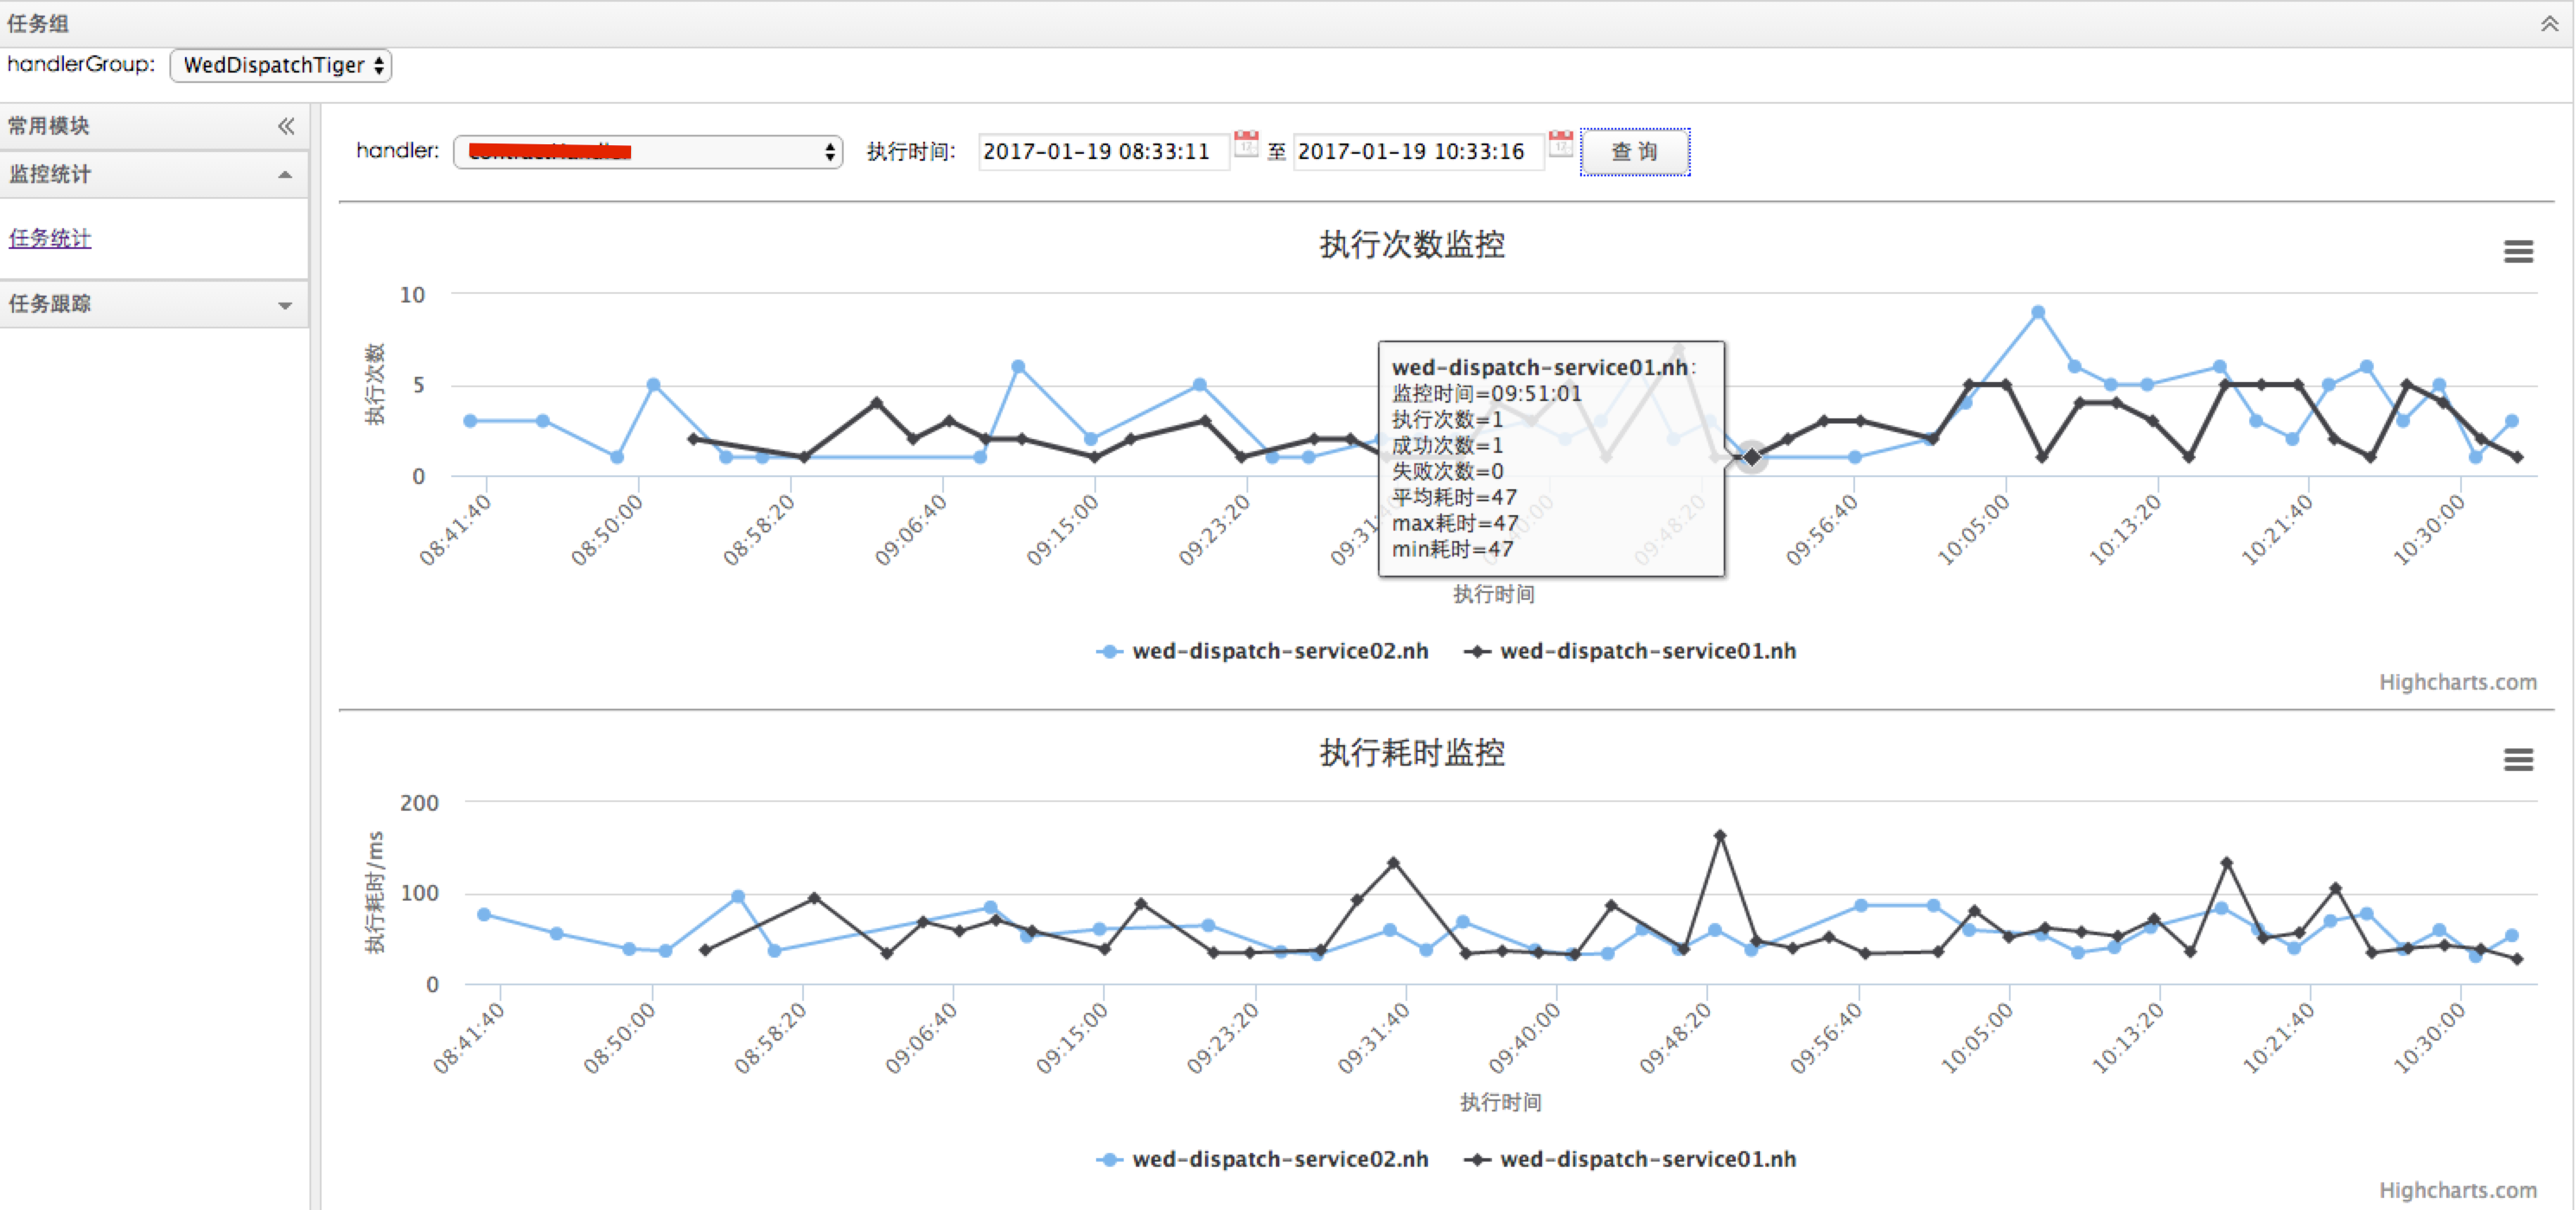 任务组
handlerGroup: WedDispatchTiger
常用模块
监控统计
任务统计
任务跟踪
handler: 执行时间: 2017-01-19 08:33:11 至 2017-01-19 10:33:16 查 询
执行次数监控
执行次数
10
5
0
wed-dispatch-service01.nh:
监控时间=09:51:01
执行次数=1
成功次数=1
失败次数=0
平均耗时=47
max耗时=47
min耗时=47
08:41:40 08:50:00 08:58:20 09:06:40 09:15:00 09:23:20 09:48:20 09:56:40 10:05:00 10:13:20 10:21:40 10:30:00
执行时间
wed-dispatch-service02.nh wed-dispatch-service01.nh
Highcharts.com
执行耗时监控
执行耗时/ms
200
100
0
08:41:40 08:50:00 08:58:20 09:06:40 09:15:00 09:23:20 09:31:40 09:40:00 09:48:20 09:56:40 10:05:00 10:13:20 10:21:40 10:30:00
执行时间
wed-dispatch-service02.nh wed-dispatch-service01.nh
Highcharts.com